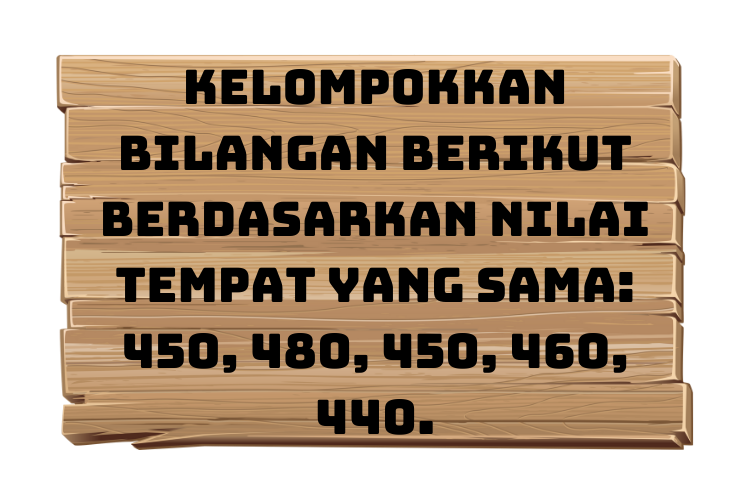 KELOMPOKKAN
BILANGAN BERIKUT
BERDASARKAN NILAI
TEMPAT YANG SAMA:
450, 480, 450, 460,
440.